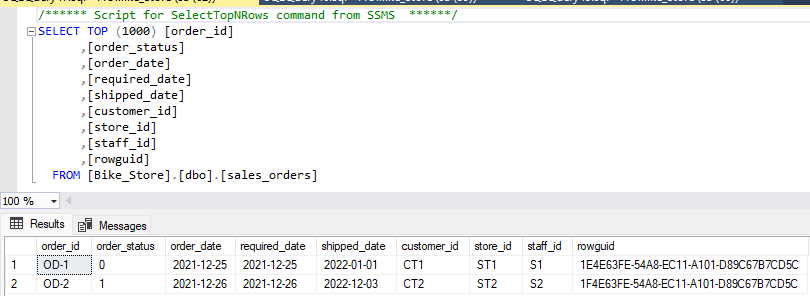 /****** Script for SelectTopNRows command from SSMS ******/
SELECT TOP (1000) [order_id]
,[order_status]
,[order_date]
,[required_date]
,[shipped_date]
,[customer_id]
,[store_id]
,[staff_id]
,[rowguid]
FROM [Bike_Store].[dbo].[sales_orders]
100 %
Results Messages
order_id order_status order_date required_date shipped_date customer_id store_id staff_id rowguid
1 OD-1 0 2021-12-25 2021-12-25 2022-01-01 CT1 ST1 S1 1E4E63FE-54A8-EC11-A101-D89C67B7CD5C
2 OD-2 1 2021-12-26 2021-12-26 2022-12-03 CT2 ST2 S2 1F4E63FE-54A8-EC11-A101-D89C67B7CD5C